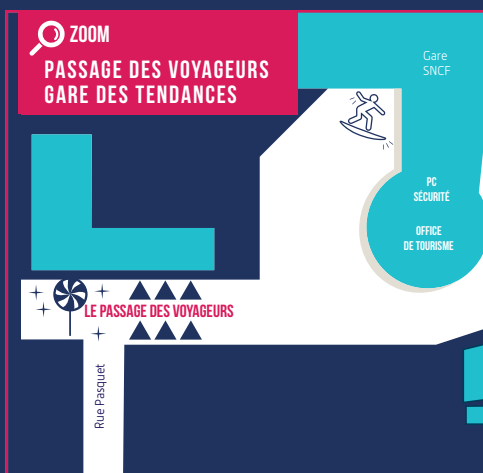 ZOOM
PASSAGE DES VOYAGEURS
GARE DES TENDANCES
Gare
SNCF
PC
SÉCURITÉ
OFFICE
DE TOURISME
LE PASSAGE DES VOYAGEURS
Rue Pasquet